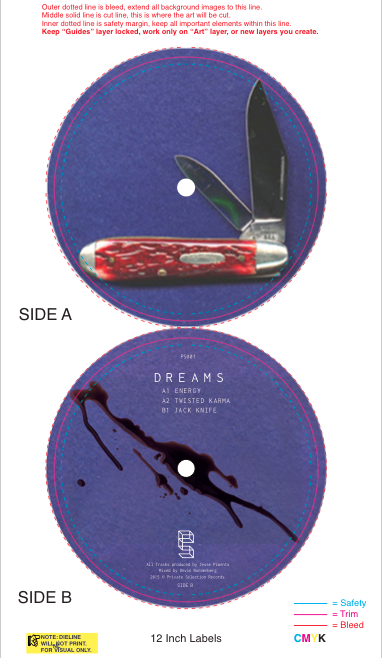 Outer dotted line is bleed, extend all background images to this line.
Middle solid line is cut line, this is where the art will be cut.
Inner dotted line is safety margin, keep all important elements within this line.
Keep “Guides” layer locked, work only on “Art” layer, or new layers you create.
SIDE A
PS001
DREAMS
A1 ENERGY
A2 TWISTED KARMA
B1 JACK KNIFE
All Tracks produced by Jesse Pimenta
Mixed by Devin
© Private Selection Records
SIDE B
SIDE B
= Safety
= Trim
= Bleed
CMYK
12 Inch Labels
NOTE: DIELINE
WILL NOT PRINT.
FOR VISUAL ONLY.